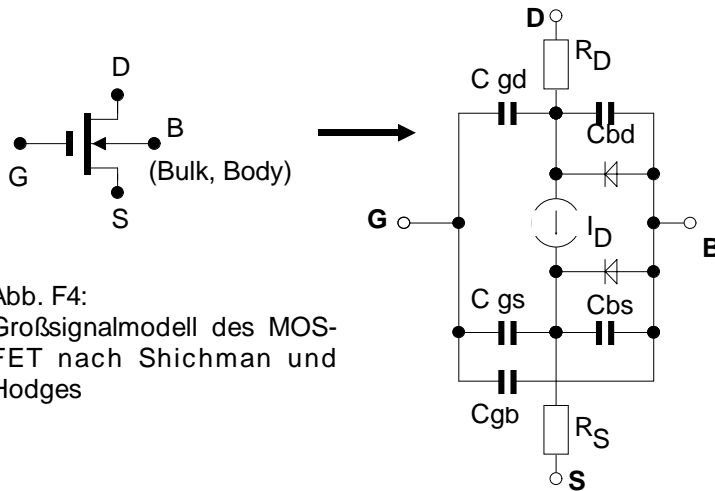 D
G
B
(Bulk, Body)
S
Abb. F4:
Großsignalmodell des MOS-
FET nach Shichman und
Hodges
D
R_D
C gd
Cbd
G
I_D
B
C gs
Cbs
Cgb
R_S
S